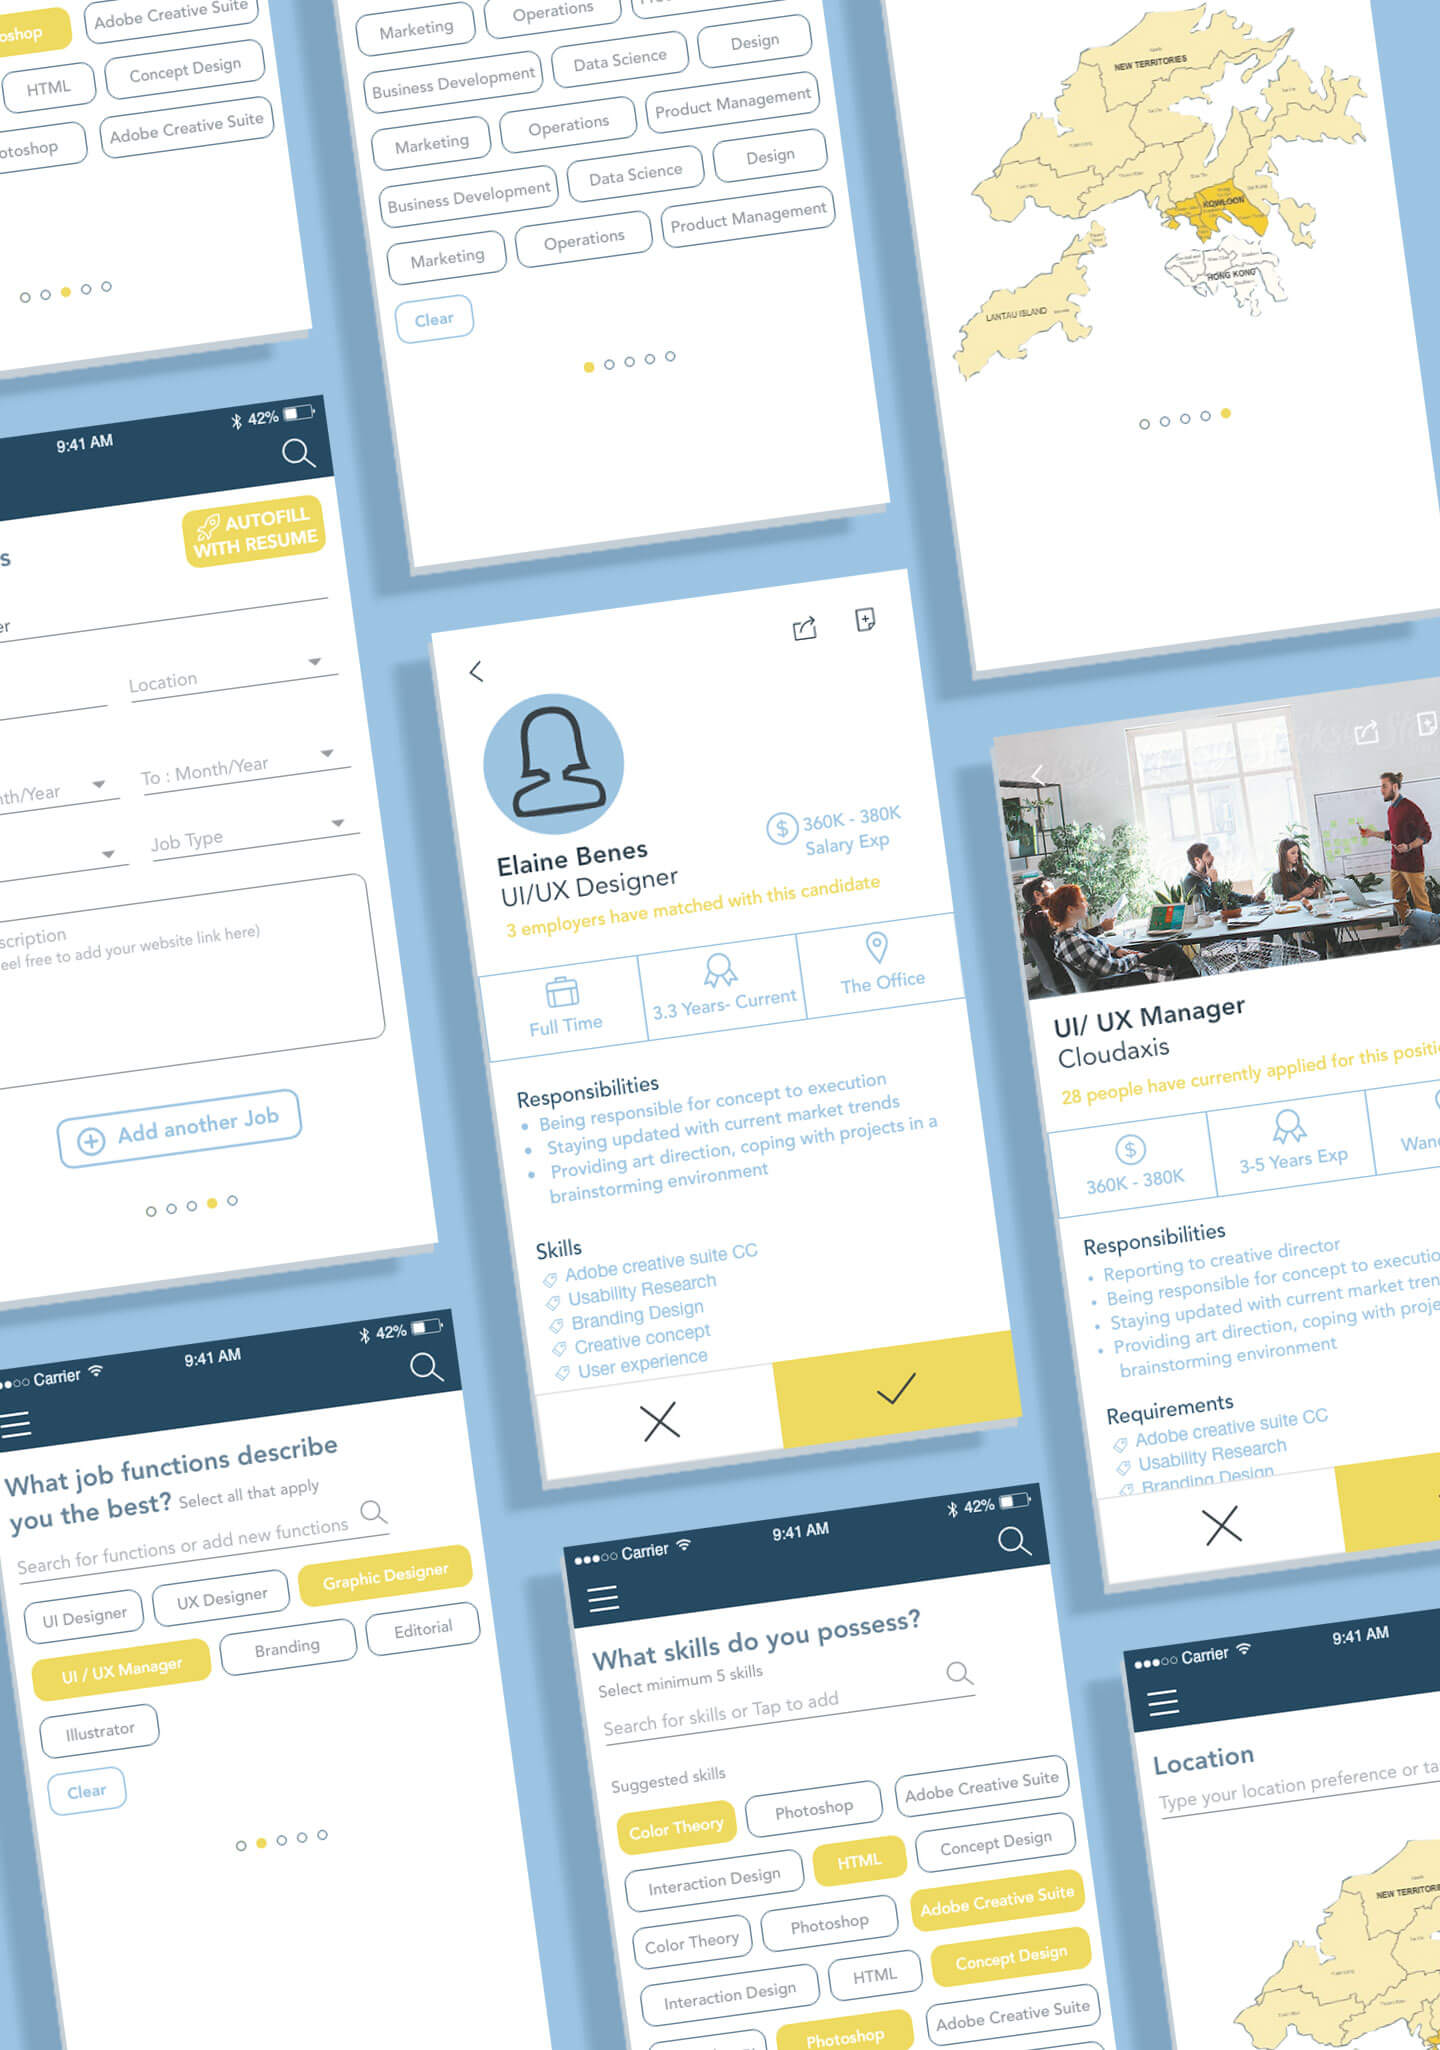 Photoshop
Adobe Creative Suite
HTML
Concept Design
otoshop
Adobe Creative Suite
Marketing
Operations
Business Development
Data Science
Design
Marketing
Operations
Product Management
Business Development
Data Science
Design
Marketing
Operations
Product Management
Clear
NEW TERRITORIES
KOWLOON
HONG KONG
LANTAU ISLAND
9:41 AM
42%
AUTOFILL
WITH RESUME
s
er
Location
nth/Year
To : Month/Year
Job Type
scription
eel free to add your website link here)
Add another Job
Elaine Benes
UI/UX Designer
3 employers have matched with this candidate
360K - 380K
Salary Exp
Full Time
3.3 Years- Current
The Office
Responsibilities
• Being responsible for concept to execution
• Staying updated with current market trends
• Providing art direction, coping with projects in a
brainstorming environment
Skills
Adobe creative suite CC
Usability Research
Branding Design
Creative concept
User experience
UI/ UX Manager
Cloudaxis
28 people have currently applied for this positi
360K - 380K
3-5 Years Exp
Wan
Responsibilities
• Reporting to creative director
• Being responsible for concept to executio
• Staying updated with current market tren
• Providing art direction, coping with proje
brainstorming environment
Requirements
Adobe creative suite CC
Usability Research
Branding Design
Carrier
9:41 AM
42%
What job functions describe
you the best? Select all that apply
Search for functions or add new functions
UI Designer
UX Designer
Graphic Designer
UI / UX Manager
Branding
Editorial
Illustrator
Clear
Carrier
9:41 AM
42%
What skills do you possess?
Select minimum 5 skills
Search for skills or Tap to add
Suggested skills
Color Theory
Photoshop
Adobe Creative Suite
Interaction Design
HTML
Concept Design
Color Theory
Photoshop
Adobe Creative Suite
Interaction Design
HTML
Concept Design
Photoshop
Adobe Creative Suite
Carrier
9:41 AM
Location
Type your location preference or ta
NEW TERRITORIE